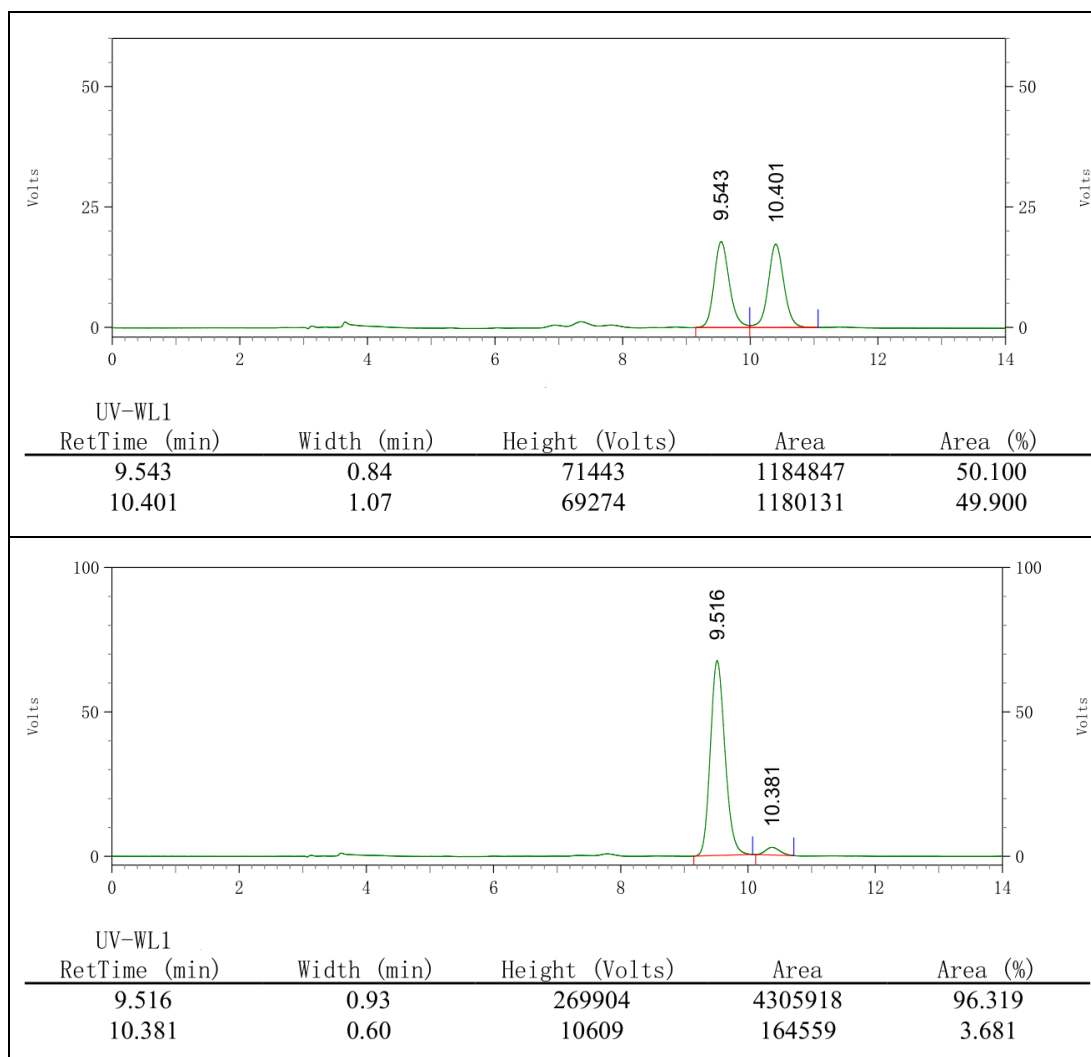 50
50
25
25
0
0
Volts
Volts
9.543
10.401
0 2 4 6 8 10 12 14
UV-WL1
RetTime (min) Width (min) Height (Volts) Area Area (%)
9.543 0.84 71443 1184847 50.100
10.401 1.07 69274 1180131 49.900
100
100
50
50
0
0
Volts
Volts
9.516
10.381
0 2 4 6 8 10 12 14
UV-WL1
RetTime (min) Width (min) Height (Volts) Area Area (%)
9.516 0.93 269904 4305918 96.319
10.381 0.60 10609 164559 3.681